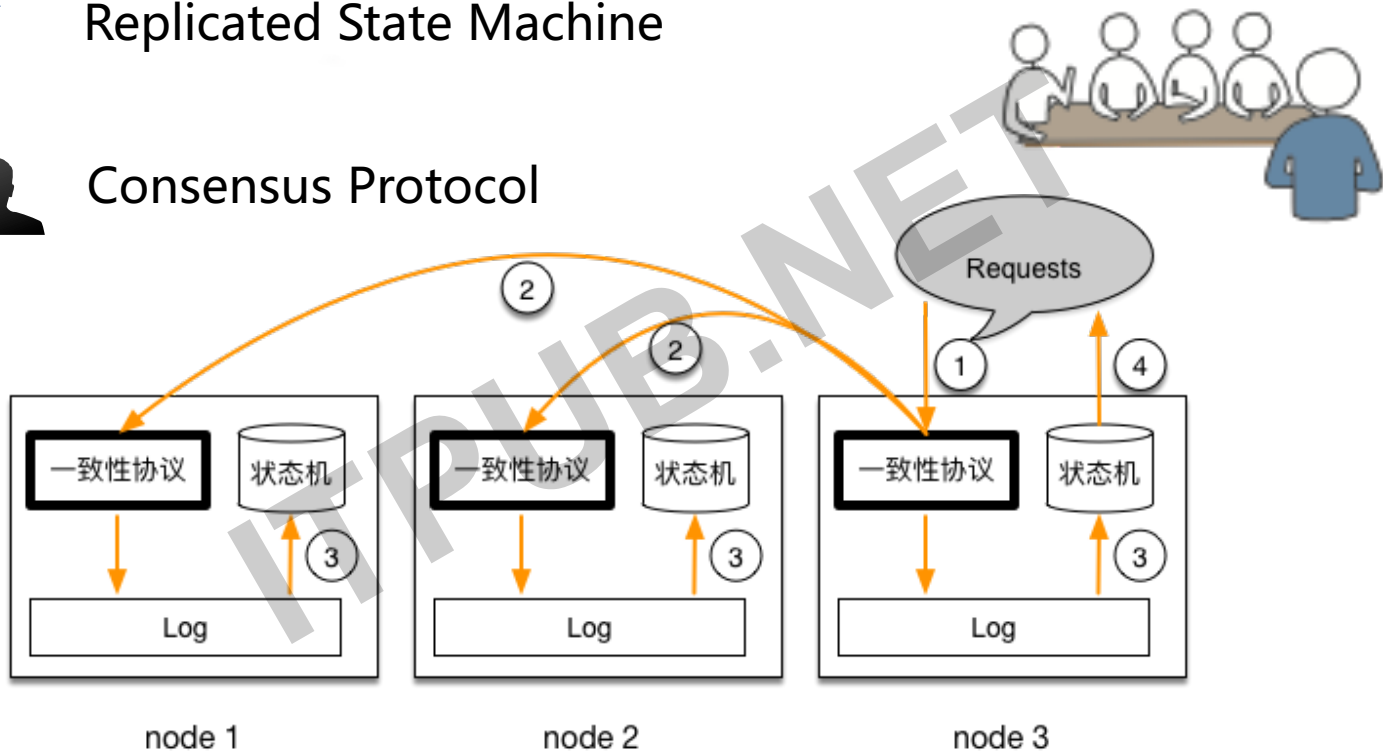 Replicated State Machine
Consensus Protocol
Requests
2
2
1
4
一致性协议
状态机
一致性协议
状态机
一致性协议
状态机
3
3
3
Log
Log
Log
node 1
node 2
node 3
ITPUB.NET